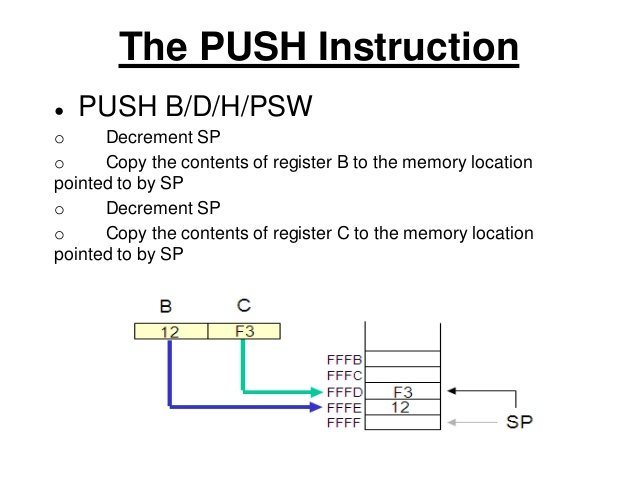 The PUSH Instruction
● PUSH B/D/H/PSW
o Decrement SP
o Copy the contents of register B to the memory location
pointed to by SP
o Decrement SP
o Copy the contents of register C to the memory location
pointed to by SP
B C
12 F3
FFFB
FFFC
FFFD F3
FFFE 12
FFFF
SP